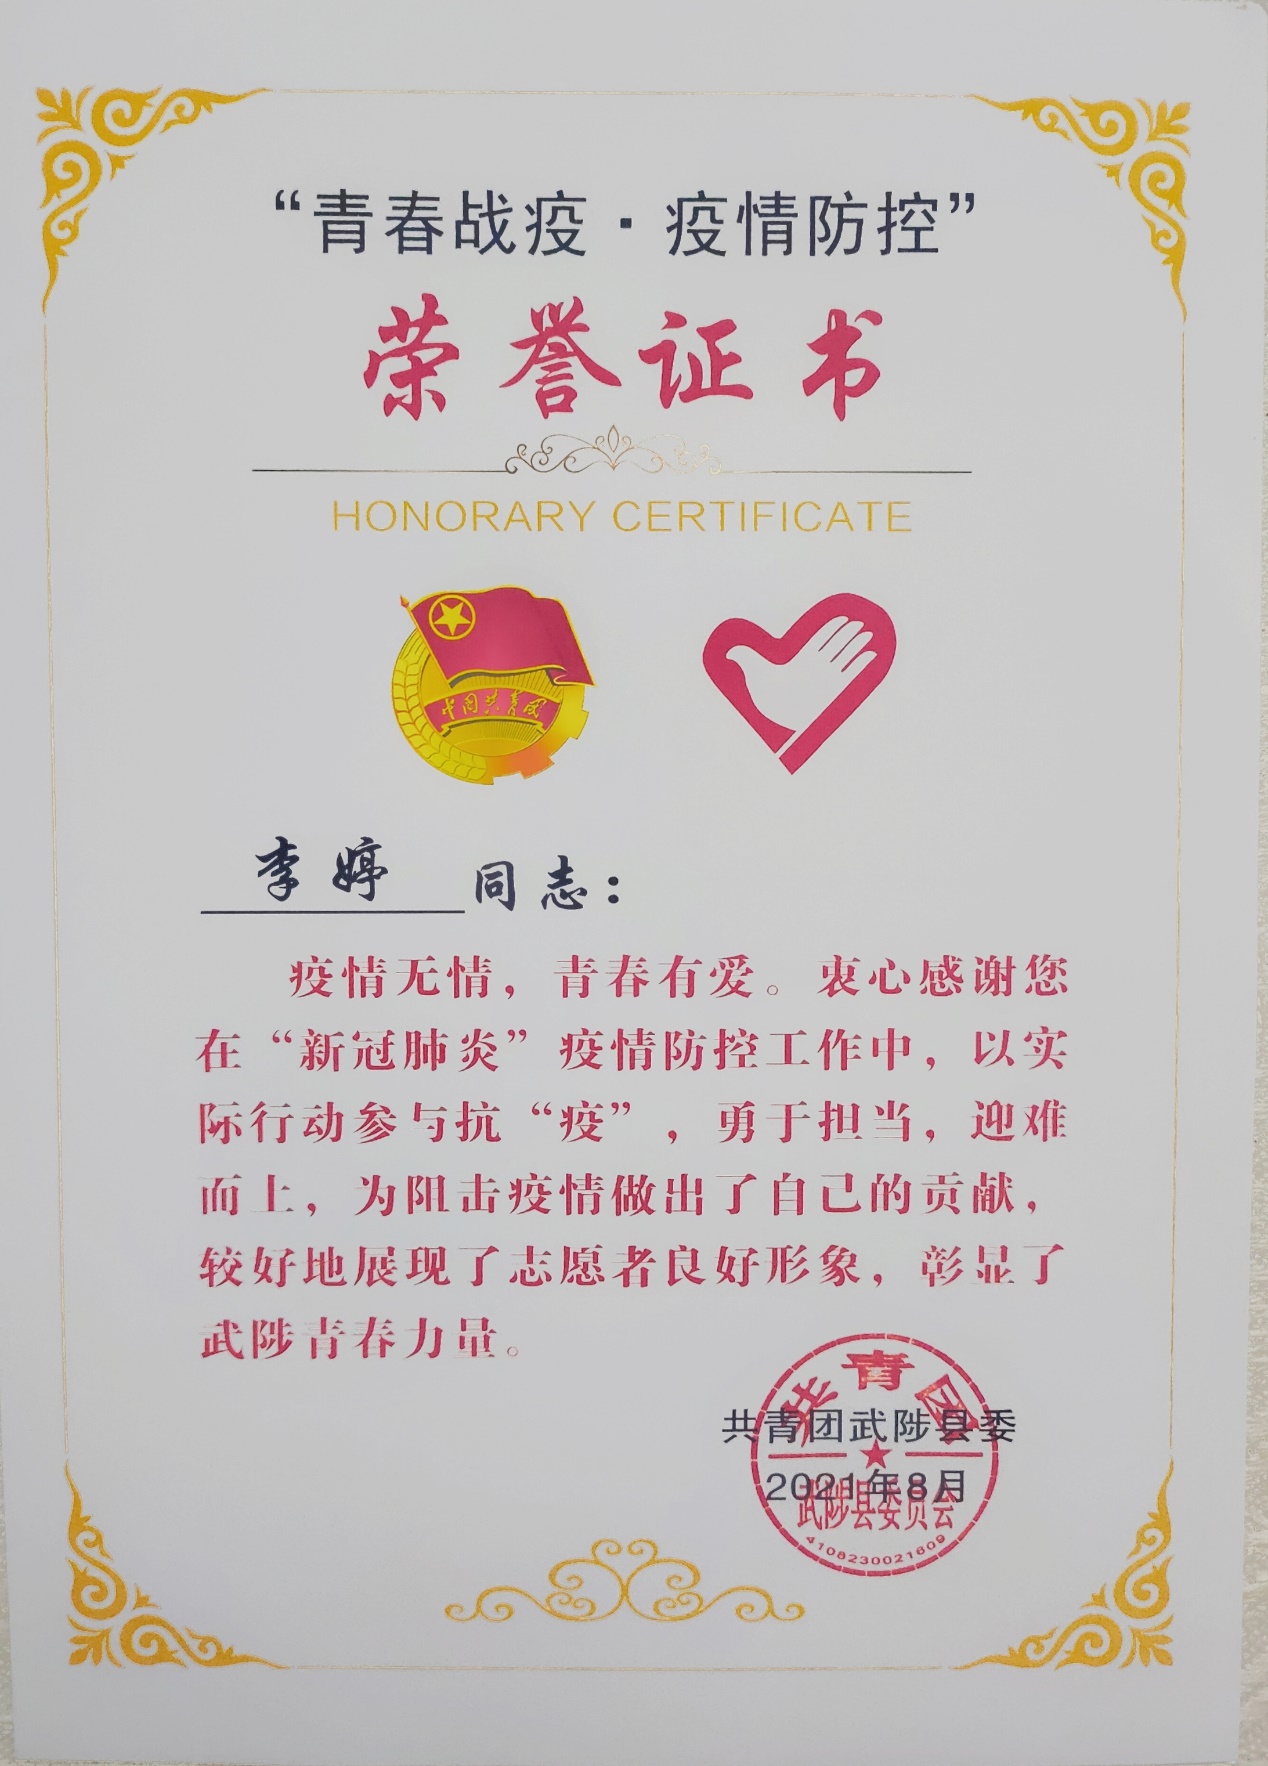 “青春战疫·疫情防控”
荣誉证书
HONORARY CERTIFICATE
中国共青团
李婷 同志：
疫情无情，青春有爱。衷心感谢您
在“新冠肺炎”疫情防控工作中，以实
际行动参与抗“疫”，勇于担当，迎难
而上，为阻击疫情做出了自己的贡献，
较好地展现了志愿者良好形象，彰显了
武陟青春力量。
共青团武陟县委
2021年8月
共青团
武陟县委员会
4108230021609